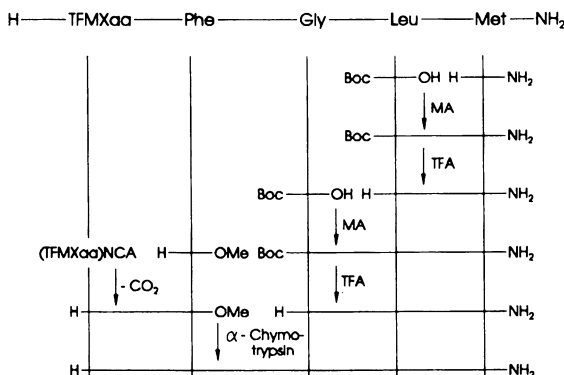 H TFMXaa Phe Gly Leu Met NH₂
Boc OH H NH₂
MA
Boc NH₂
TFA
Boc OH H NH₂
MA
(TFMXaa)NCA H OMe Boc NH₂
- CO₂ TFA
H OMe H NH₂
α - Chymo-
trypsin
H NH₂